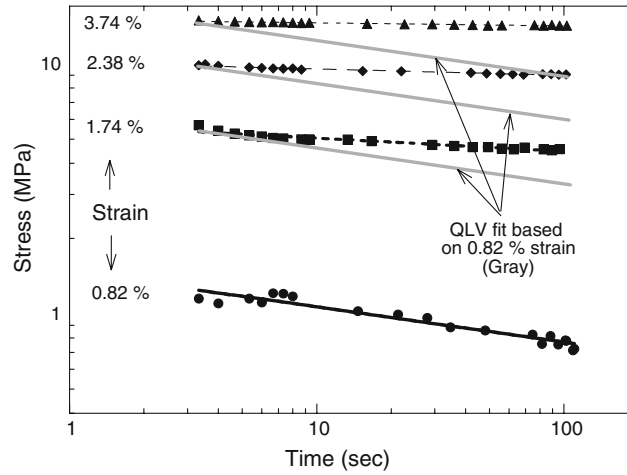 3.74 %
10
2.38 %
1.74 %
Strain
Stress (MPa)
QLV fit based
on 0.82 % strain
(Gray)
0.82 %
1
1
10
100
Time (sec)